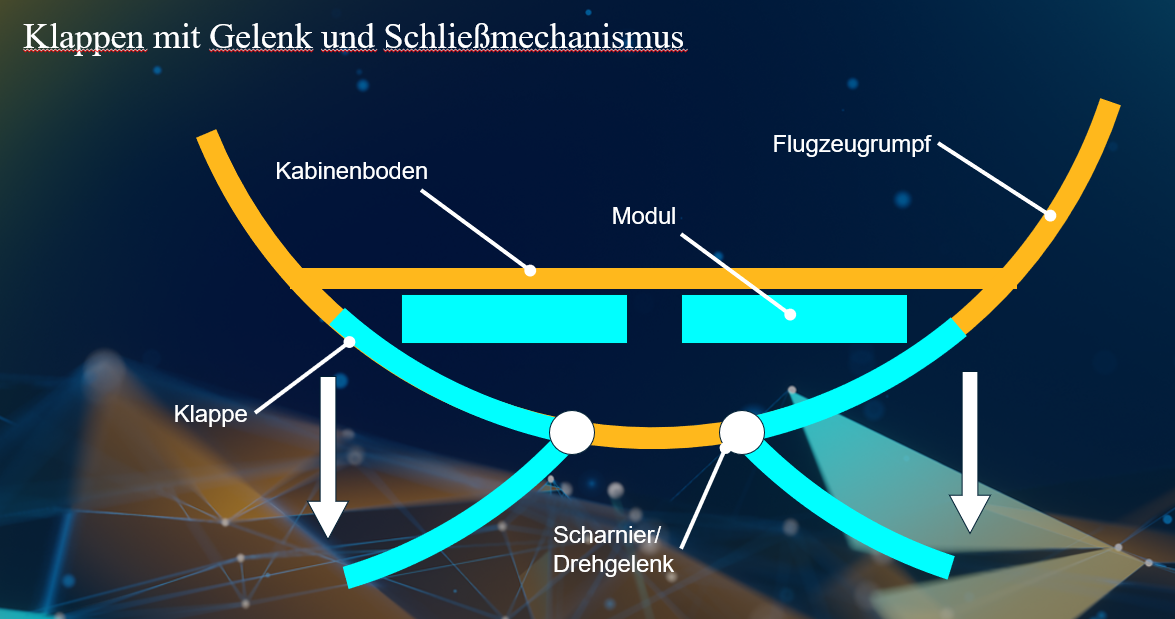 Klappen mit Gelenk und Schließmechanismus
Flugzeugrumpf
Kabinenboden
Modul
Klappe
Scharnier/
Drehgelenk